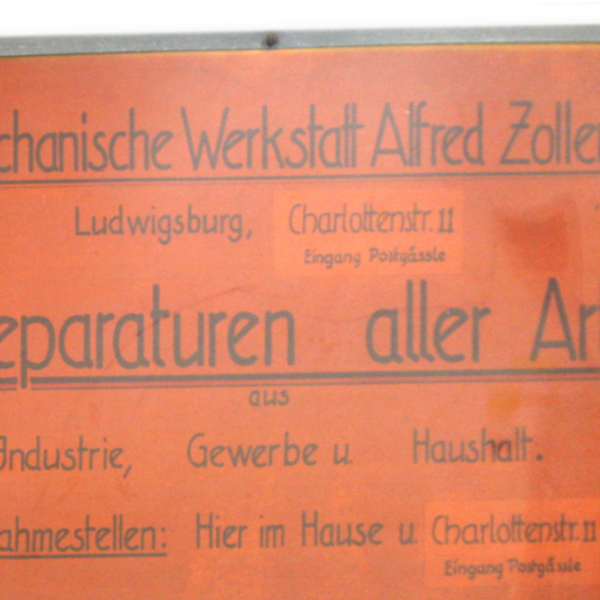 chanische Werkstatt Alfred Zoller
Ludwigsburg, Charlottenstr. 11
Eingang Postgässle
eparaturen aller Ar
aus
Industrie, Gewerbe u. Haushalt.
ahmestellen: Hier im Hause u. Charlottenstr. 11
Eingang Postgässle